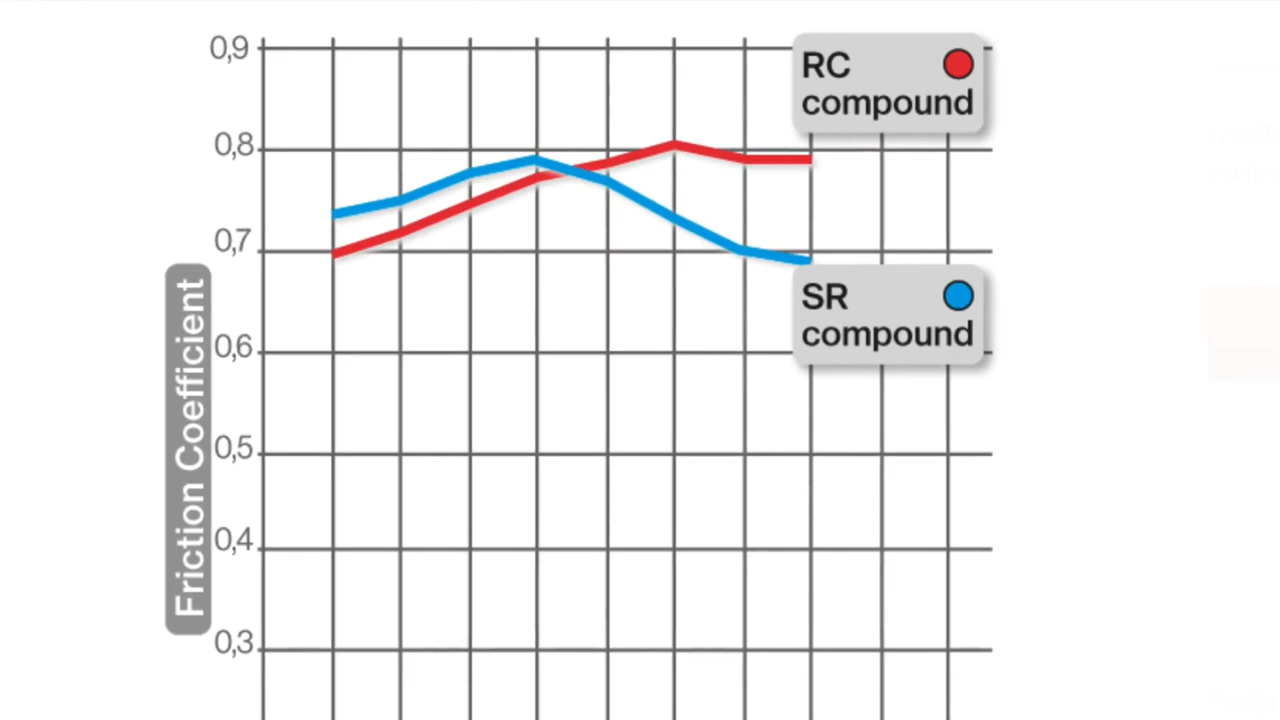 0,9
RC
compound
0,8
0,7
SR
compound
0,6
0,5
0,4
0,3
Friction Coefficient